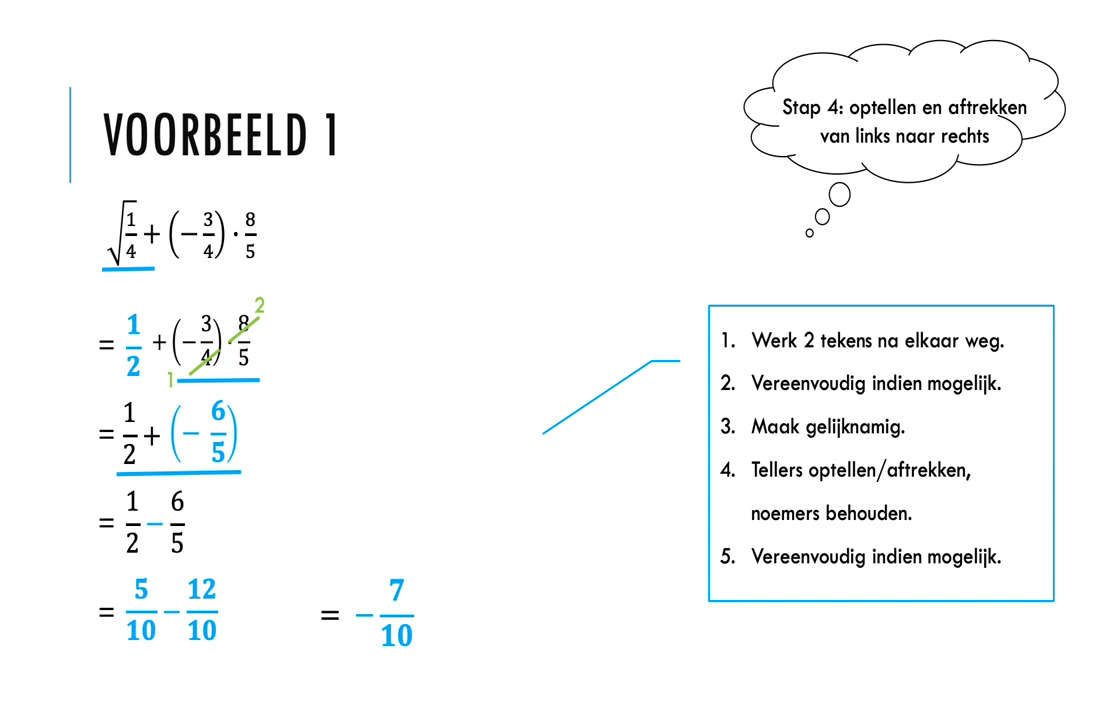 Stap 4: optellen en aftrekken
van links naar rechts
VOORBEELD 1
√(1/4) + (−3/4) · 8/5
= 1/2 + (−3/4) · 8/5
2
1
= 1/2 + (−6/5)
= 1/2 − 6/5
= 5/10 − 12/10 = −7/10
1. Werk 2 tekens na elkaar weg.
2. Vereenvoudig indien mogelijk.
3. Maak gelijknamig.
4. Tellers optellen/aftrekken,
noemers behouden.
5. Vereenvoudig indien mogelijk.